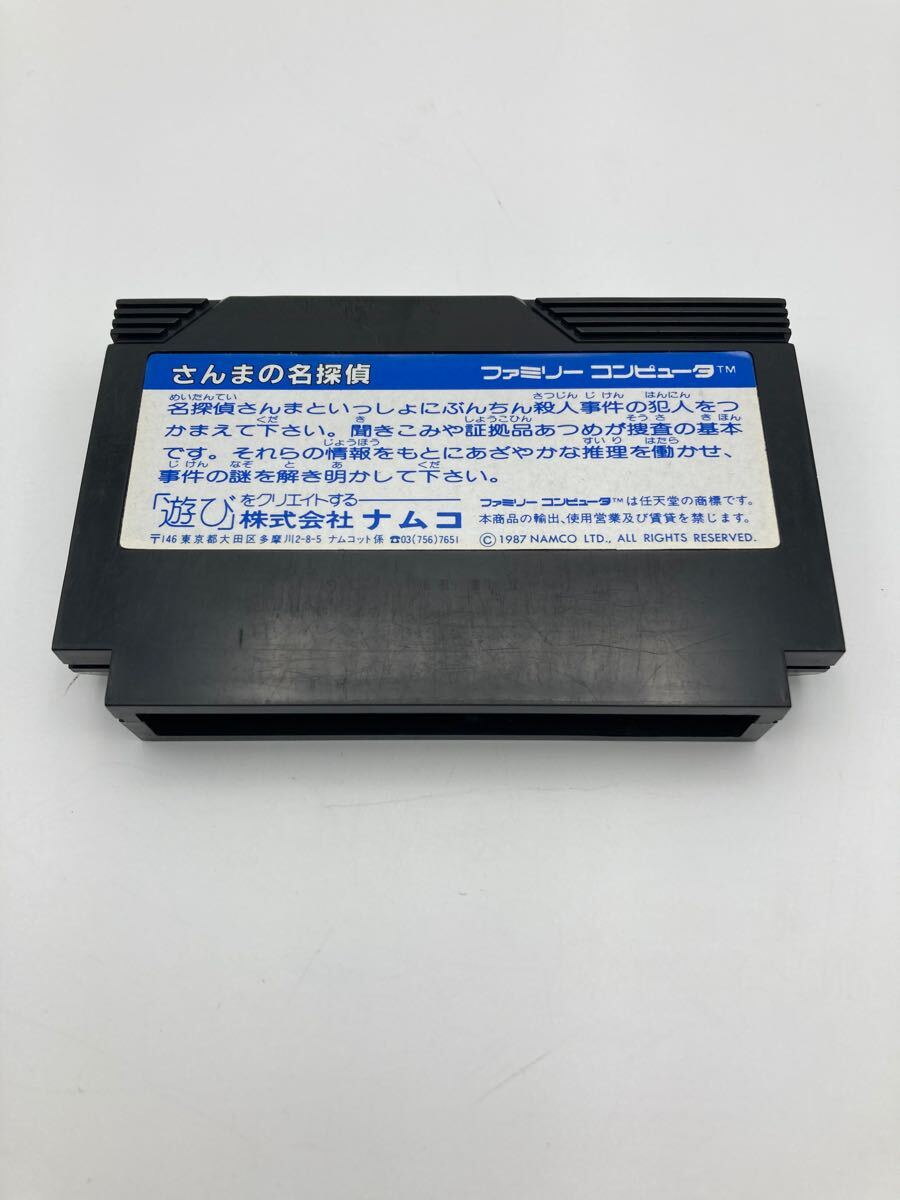 さんまの名探偵 ファミリー コンピュータ™
めいたんてい さつじん じ けん はんにん
名探偵さんまといっしょにぶんちん殺人事件の犯人をつ
くだ き しょうこひん そう さ き ほん
かまえて下さい。聞きこみや証拠品あつめが捜査の基本
じょうほう すい り はたら
です。それらの情報をもとにあざやかな推理を働かせ、
じ けん なぞ と あ くだ
事件の謎を解き明かして下さい。
「遊び」をクリエイトする
株式会社 ナムコ
〒146 東京都大田区多摩川2-8-5 ナムコット係 ☎03(756)7651
ファミリー コンピュータ™は任天堂の商標です。
本商品の輸出、使用営業及び賃貸を禁じます。
©1987 NAMCO LTD., ALL RIGHTS RESERVED.